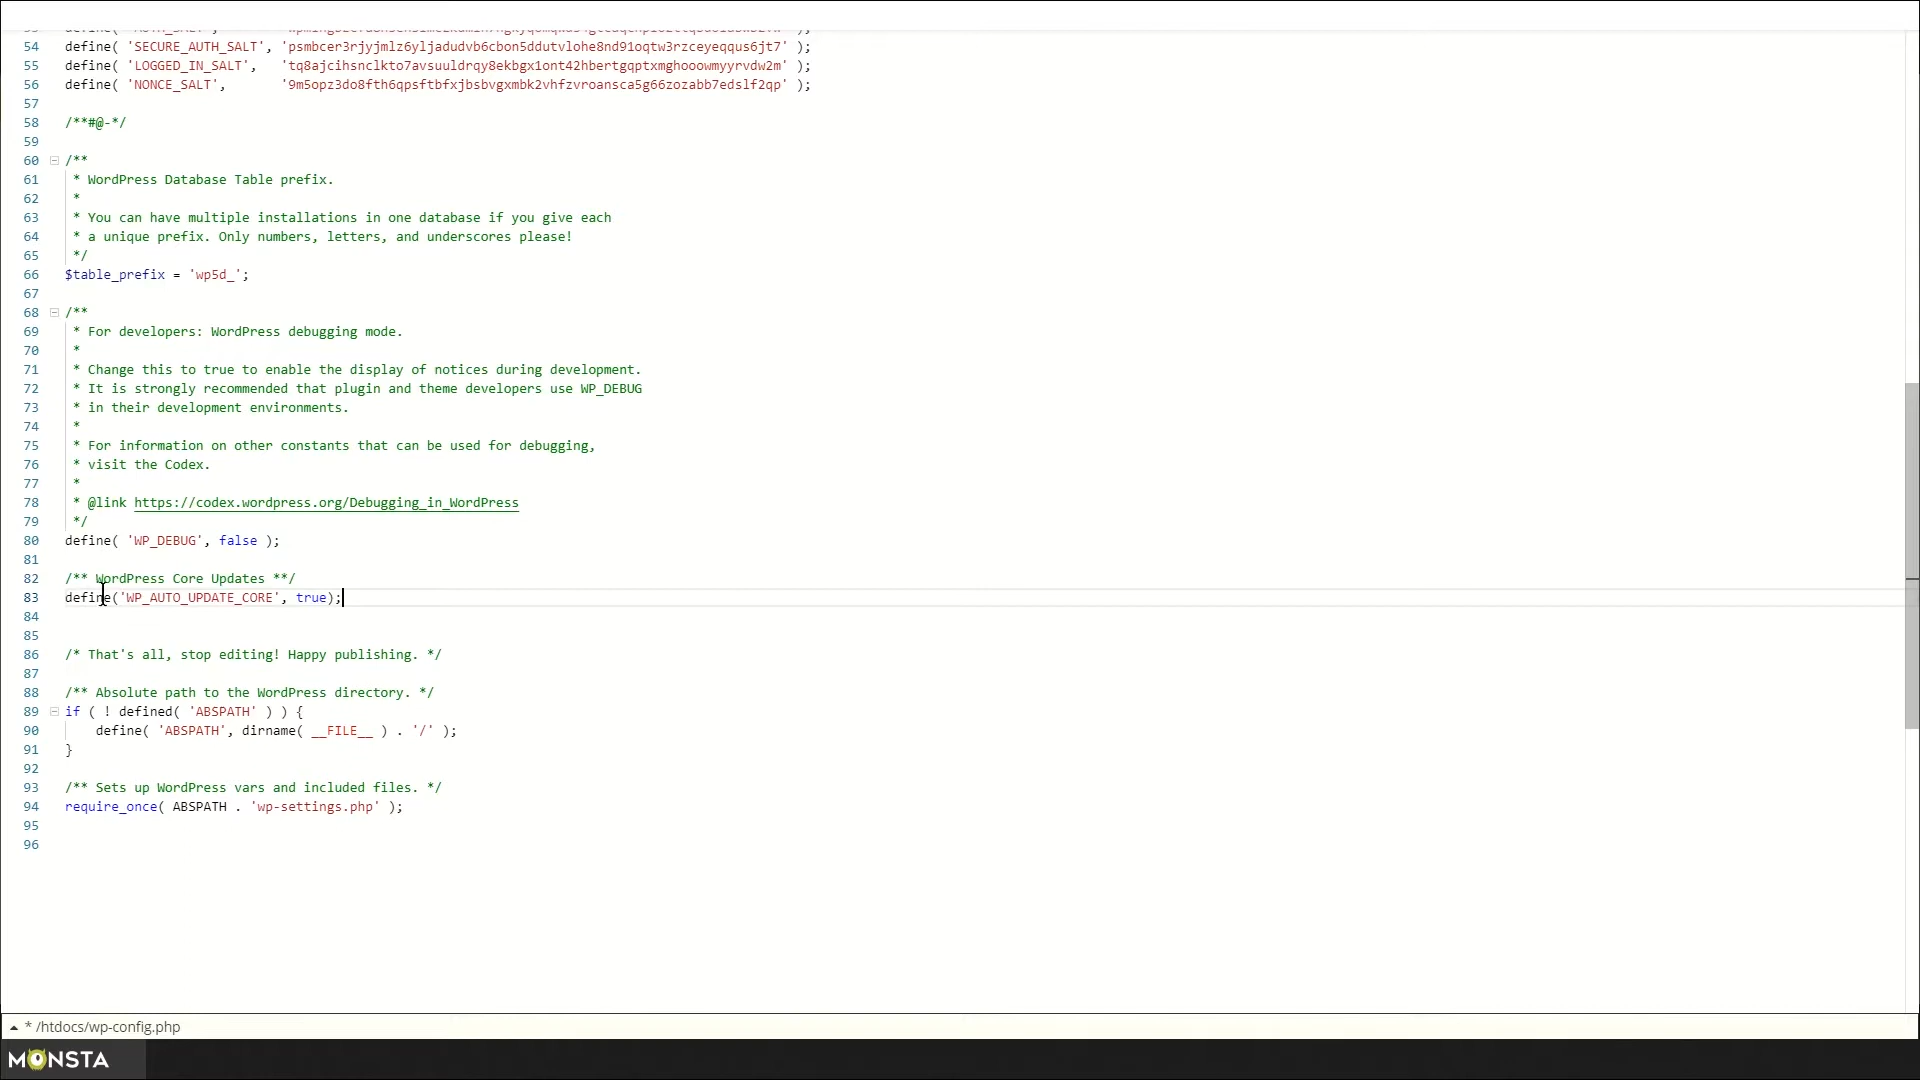 54 define( 'SECURE_AUTH_SALT', 'psmbcer3rjyjmlz6yljadudvb6cbon5ddutvlohe8nd91oqtw3rzceyeqqus6jt7' );
55 define( 'LOGGED_IN_SALT', 'tq8ajcihsnclkto7avsuuldrqy8ekbgx1ont42hbertgqptxmghooowmyyrvdw2m' );
56 define( 'NONCE_SALT', '9m5opz3do8fth6qpsftbfxjbsbvgxmbk2vhfzvroansca5g66zozabb7edslf2qp' );
57
58 /**#@-*/
59
60 /**
61 * WordPress Database Table prefix.
62 *
63 * You can have multiple installations in one database if you give each
64 * a unique prefix. Only numbers, letters, and underscores please!
65 */
66 $table_prefix = 'wp5d_';
67
68 /**
69 * For developers: WordPress debugging mode.
70 *
71 * Change this to true to enable the display of notices during development.
72 * It is strongly recommended that plugin and theme developers use WP_DEBUG
73 * in their development environments.
74 *
75 * For information on other constants that can be used for debugging,
76 * visit the Codex.
77 *
78 * @link https://codex.wordpress.org/Debugging_in_WordPress
79 */
80 define( 'WP_DEBUG', false );
81
82 /** WordPress Core Updates **/
83 define('WP_AUTO_UPDATE_CORE', true);
84
85
86 /* That's all, stop editing! Happy publishing. */
87
88 /** Absolute path to the WordPress directory. */
89 if ( ! defined( 'ABSPATH' ) ) {
90 define( 'ABSPATH', dirname( __FILE__ ) . '/' );
91 }
92
93 /** Sets up WordPress vars and included files. */
94 require_once( ABSPATH . 'wp-settings.php' );
95
96
* /htdocs/wp-config.php
MONSTA